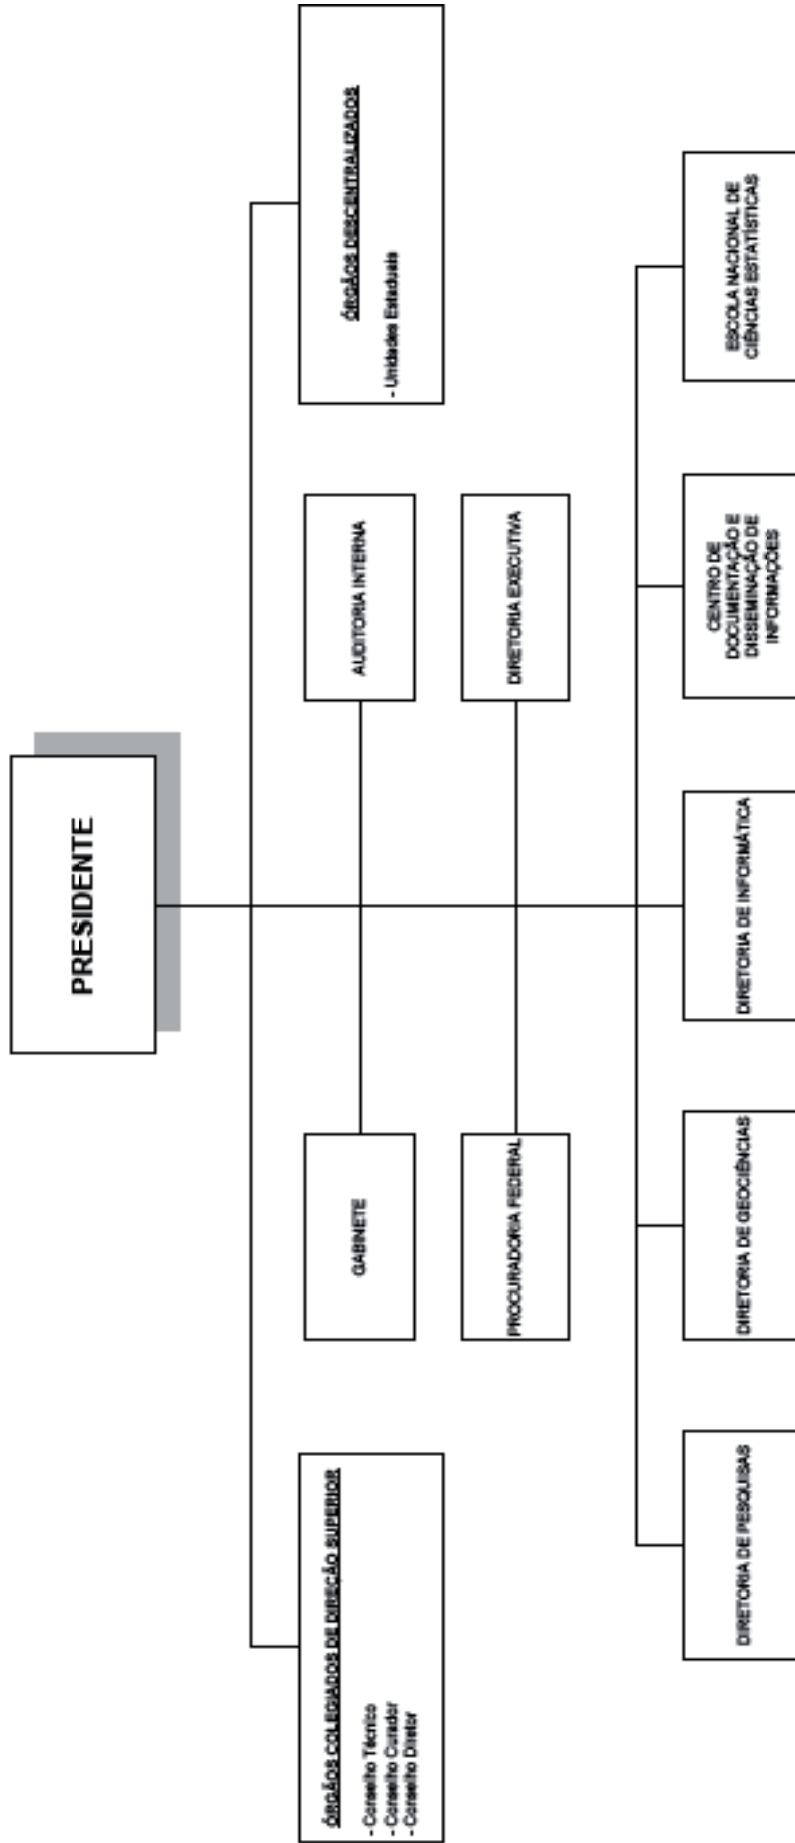 PRESIDENTE
ÓRGÃOS COLEGIADOS DE DIREÇÃO SUPERIOR
- Conselho Técnico
- Conselho Curador
- Conselho Diretor
GABINETE
AUDITORIA INTERNA
ÓRGÃOS DESCENTRALIZADOS
- Unidades Estaduais
PROCURADORIA FEDERAL
DIRETORIA EXECUTIVA
DIRETORIA DE PESQUISAS
DIRETORIA DE GEOCIÊNCIAS
DIRETORIA DE INFORMÁTICA
CENTRO DE
DOCUMENTAÇÃO E
DISSEMINAÇÃO DE
INFORMAÇÕES
ESCOLA NACIONAL DE
CIÊNCIAS ESTATÍSTICAS